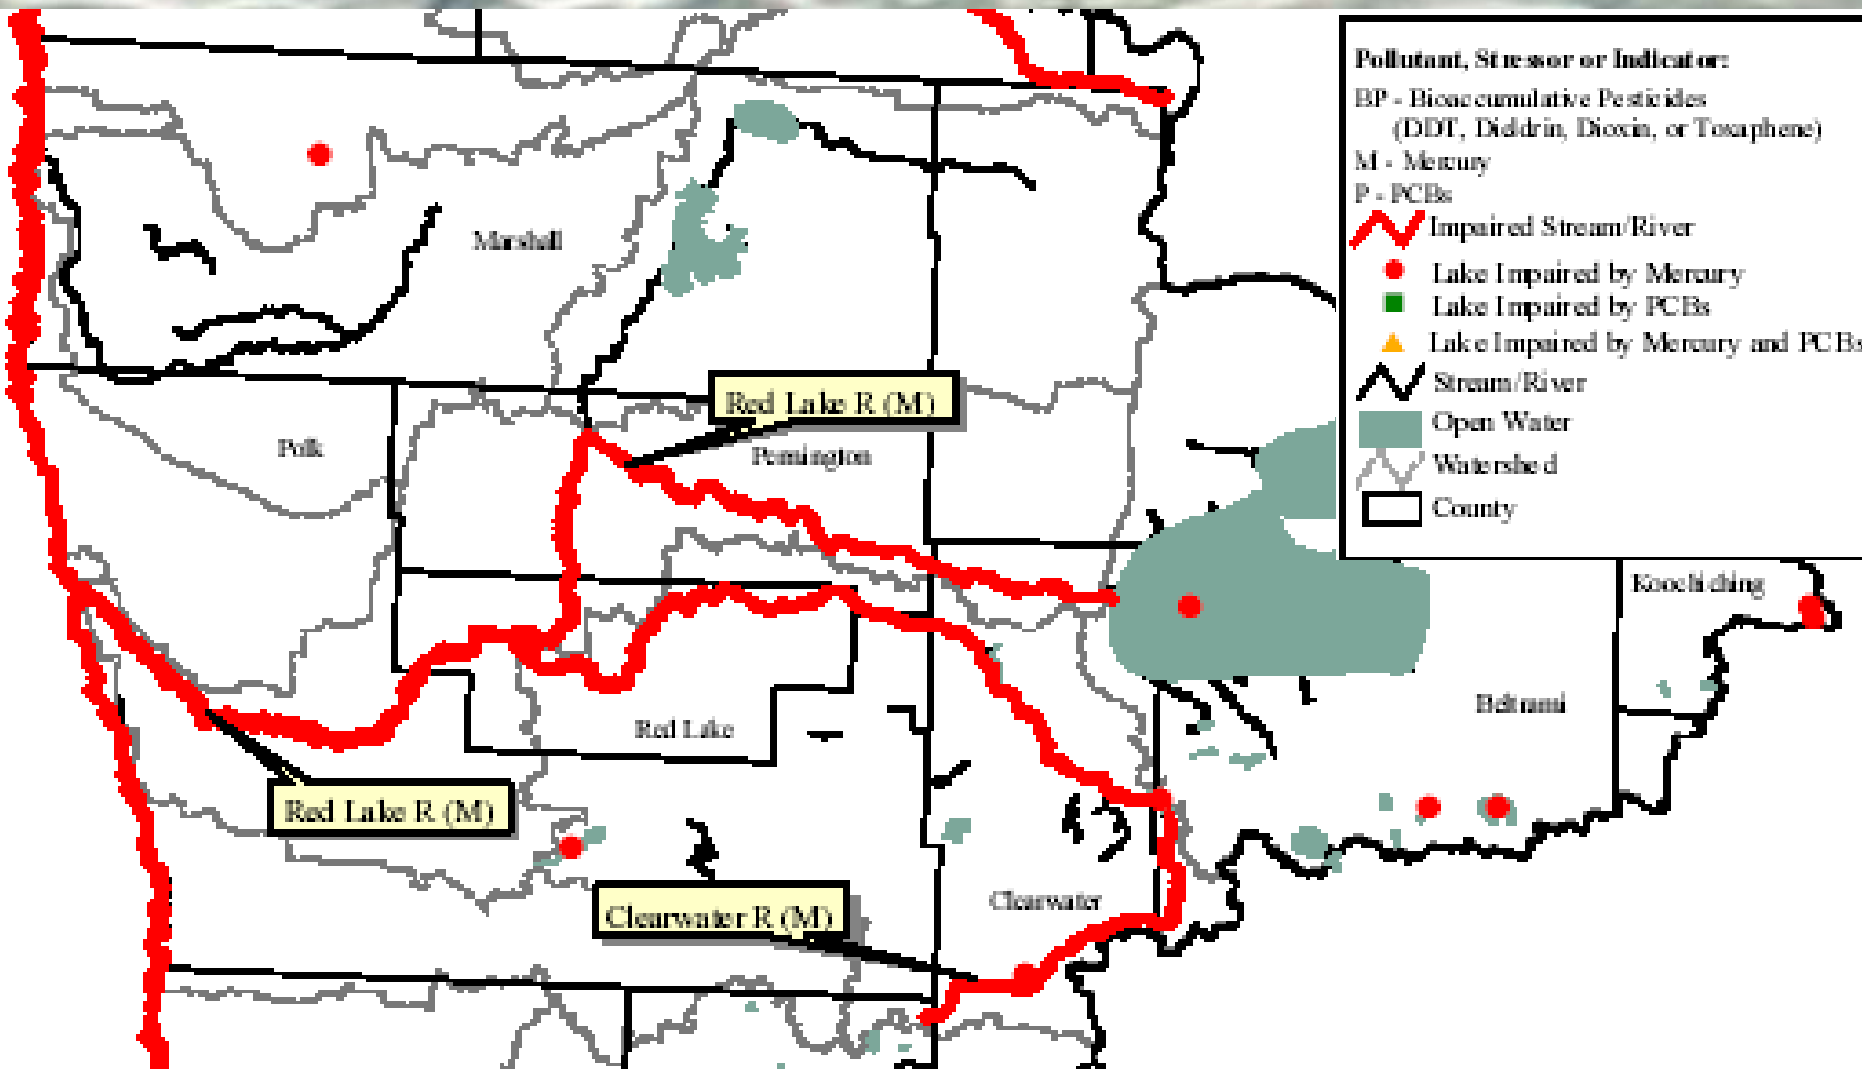 Pollutant, Stressor or Indicator:
BP - Bioaccumulative Pesticides
(DDT, Dieldrin, Dioxin, or Toxaphene)
M - Mercury
P - PCBs
Impaired Stream/River
Lake Impaired by Mercury
Lake Impaired by PCBs
Lake Impaired by Mercury and PCBs
Stream/River
Open Water
Watershed
County
Marshall
Red Lake R (M)
Polk
Pennington
Koochiching
Beltrami
Red Lake
Red Lake R (M)
Clearwater R (M)
Clearwater